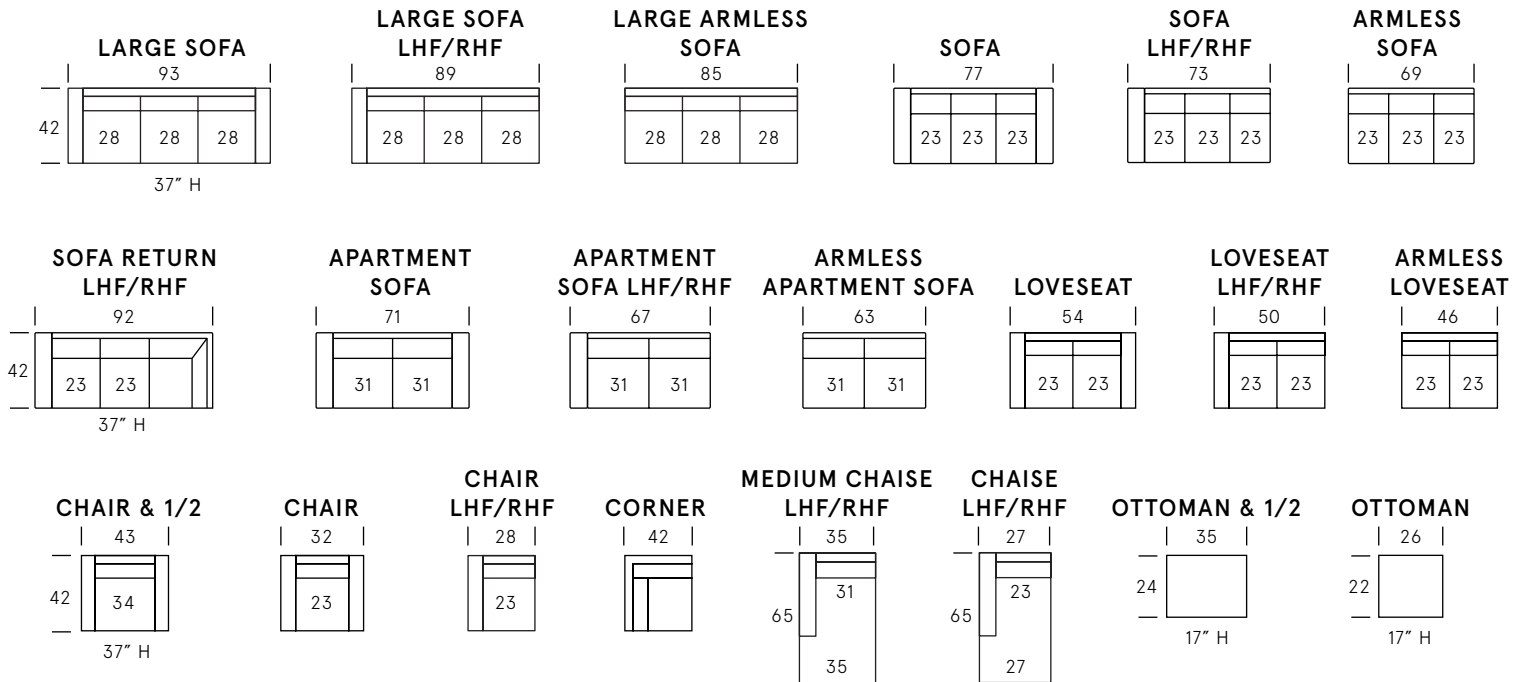 LARGE SOFA
93
42
28 28 28
37″ H
LARGE SOFA
LHF/RHF
89
28 28 28
LARGE ARMLESS
SOFA
85
28 28 28
SOFA
77
23 23 23
SOFA
LHF/RHF
73
23 23 23
ARMLESS
SOFA
69
23 23 23
SOFA RETURN
LHF/RHF
92
42
23 23
37″ H
APARTMENT
SOFA
71
31 31
APARTMENT
SOFA LHF/RHF
67
31 31
ARMLESS
APARTMENT SOFA
63
31 31
LOVESEAT
54
23 23
LOVESEAT
LHF/RHF
50
23 23
ARMLESS
LOVESEAT
46
23 23
CHAIR & 1/2
43
42
34
37″ H
CHAIR
32
23
CHAIR
LHF/RHF
28
23
CORNER
42
MEDIUM CHAISE
LHF/RHF
35
31
65
35
CHAISE
LHF/RHF
27
23
65
27
OTTOMAN & 1/2
35
24
17″ H
OTTOMAN
26
22
17″ H